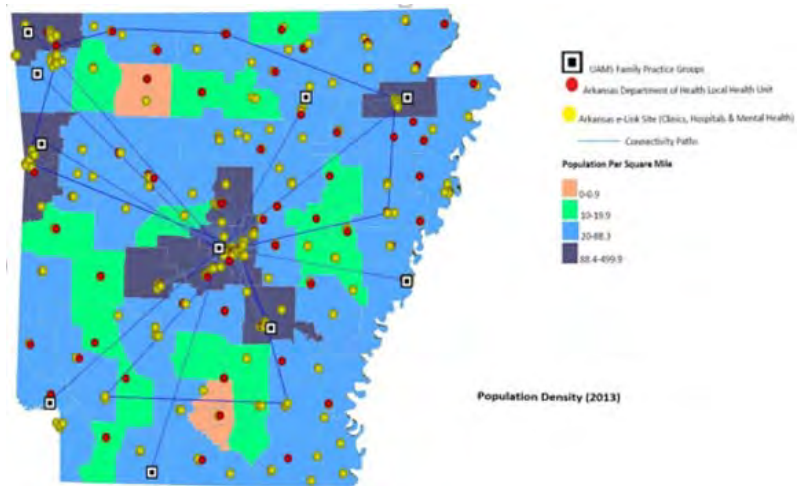 UAMS Family Practice Groups
Arkansas Department of Health Local Health Unit
Arkansas e-Link Site (Clinics, Hospitals & Mental Health)
Connectivity Paths
Population Per Square Mile
0-0.9
10-19.9
20-88.3
88.4-499.9
Population Density (2013)